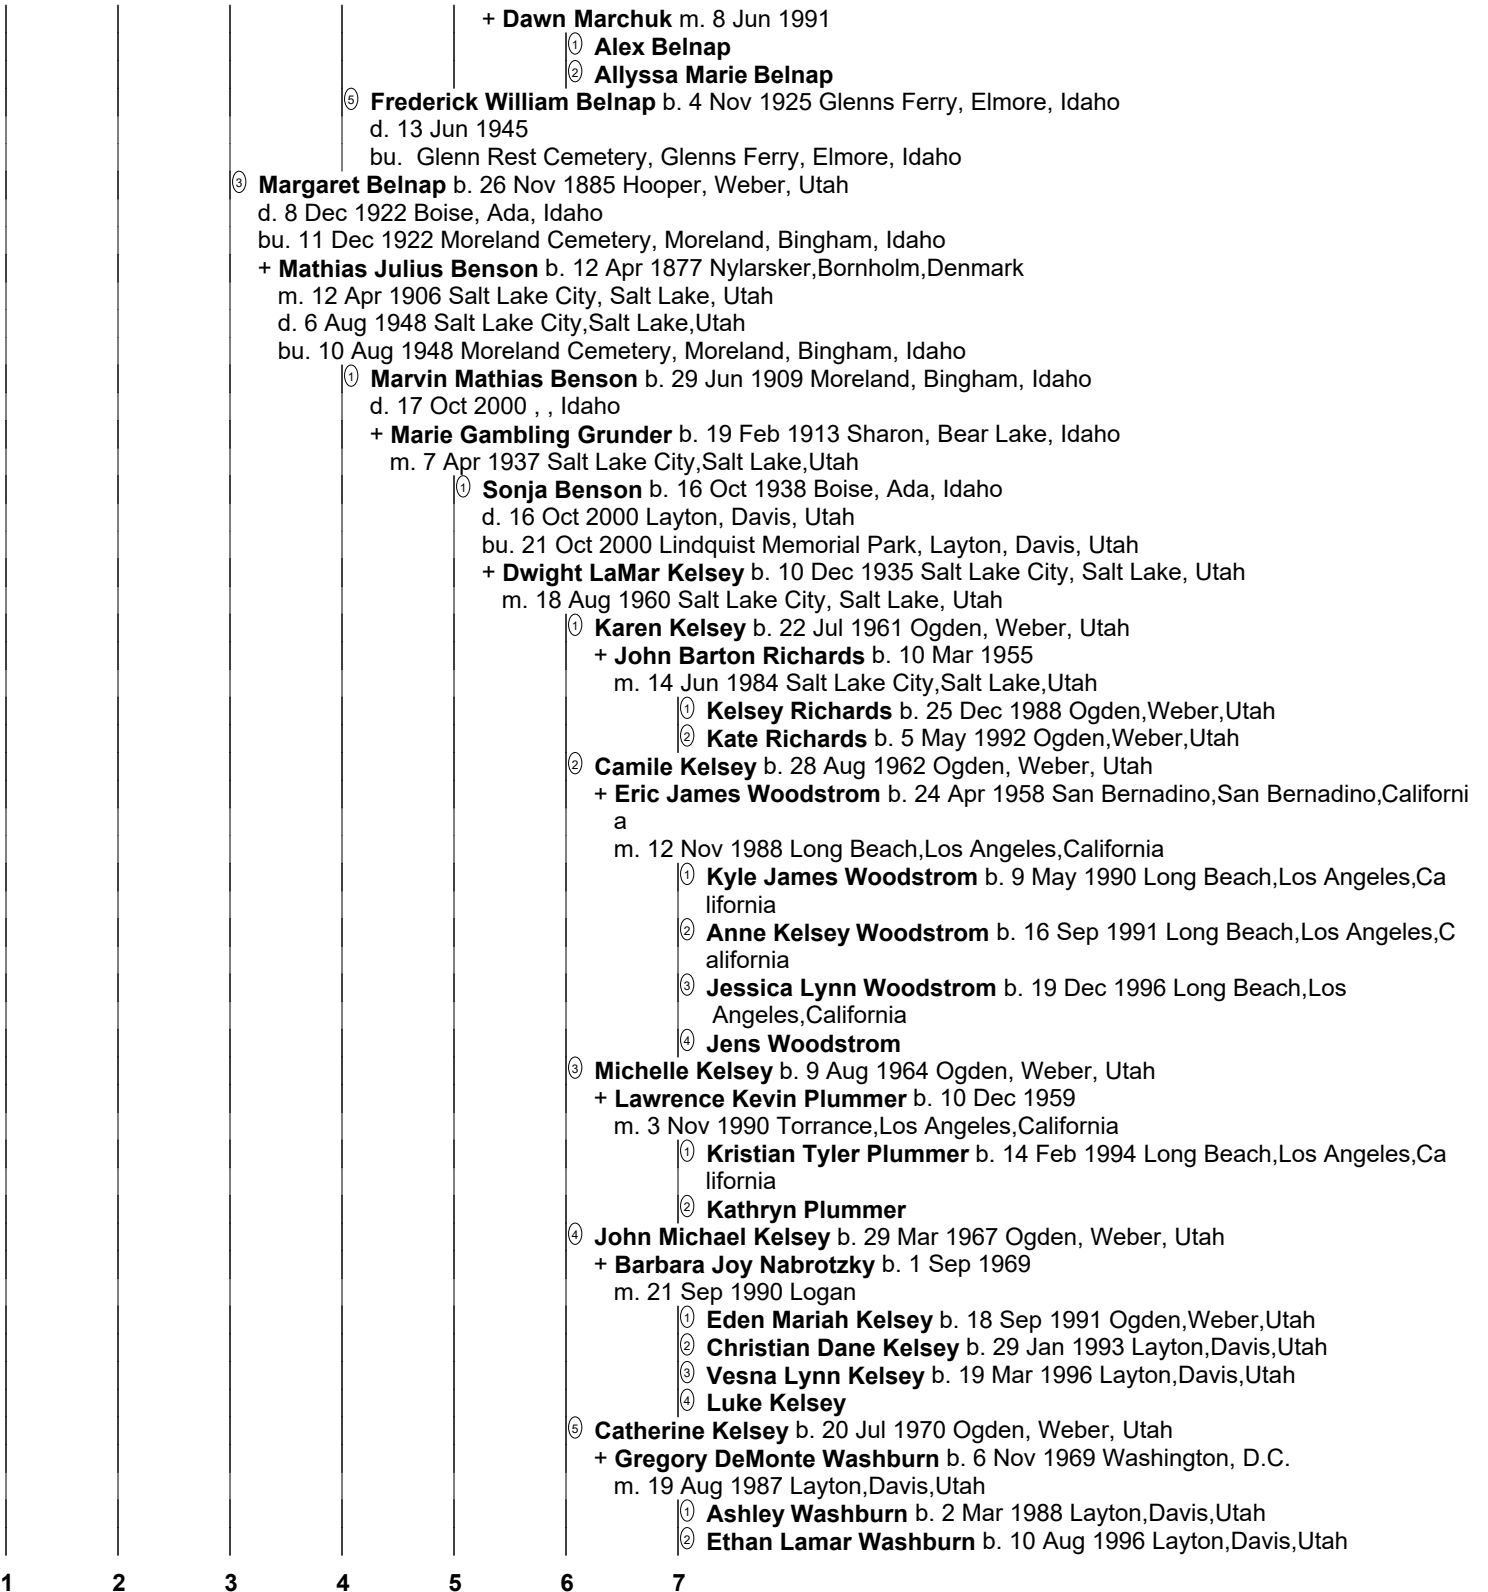 + Dawn Marchuk m. 8 Jun 1991
① Alex Belnap
② Allyssa Marie Belnap
⑤ Frederick William Belnap b. 4 Nov 1925 Glenns Ferry, Elmore, Idaho
d. 13 Jun 1945
bu.  Glenn Rest Cemetery, Glenns Ferry, Elmore, Idaho
③ Margaret Belnap b. 26 Nov 1885 Hooper, Weber, Utah
d. 8 Dec 1922 Boise, Ada, Idaho
bu. 11 Dec 1922 Moreland Cemetery, Moreland, Bingham, Idaho
+ Mathias Julius Benson b. 12 Apr 1877 Nylarsker,Bornholm,Denmark
m. 12 Apr 1906 Salt Lake City, Salt Lake, Utah
d. 6 Aug 1948 Salt Lake City,Salt Lake,Utah
bu. 10 Aug 1948 Moreland Cemetery, Moreland, Bingham, Idaho
① Marvin Mathias Benson b. 29 Jun 1909 Moreland, Bingham, Idaho
d. 17 Oct 2000 , , Idaho
+ Marie Gambling Grunder b. 19 Feb 1913 Sharon, Bear Lake, Idaho
m. 7 Apr 1937 Salt Lake City,Salt Lake,Utah
① Sonja Benson b. 16 Oct 1938 Boise, Ada, Idaho
d. 16 Oct 2000 Layton, Davis, Utah
bu. 21 Oct 2000 Lindquist Memorial Park, Layton, Davis, Utah
+ Dwight LaMar Kelsey b. 10 Dec 1935 Salt Lake City, Salt Lake, Utah
m. 18 Aug 1960 Salt Lake City, Salt Lake, Utah
① Karen Kelsey b. 22 Jul 1961 Ogden, Weber, Utah
+ John Barton Richards b. 10 Mar 1955
m. 14 Jun 1984 Salt Lake City,Salt Lake,Utah
① Kelsey Richards b. 25 Dec 1988 Ogden,Weber,Utah
② Kate Richards b. 5 May 1992 Ogden,Weber,Utah
② Camile Kelsey b. 28 Aug 1962 Ogden, Weber, Utah
+ Eric James Woodstrom b. 24 Apr 1958 San Bernadino,San Bernadino,Californi
a
m. 12 Nov 1988 Long Beach,Los Angeles,California
① Kyle James Woodstrom b. 9 May 1990 Long Beach,Los Angeles,Ca
lifornia
② Anne Kelsey Woodstrom b. 16 Sep 1991 Long Beach,Los Angeles,C
alifornia
③ Jessica Lynn Woodstrom b. 19 Dec 1996 Long Beach,Los
Angeles,California
④ Jens Woodstrom
③ Michelle Kelsey b. 9 Aug 1964 Ogden, Weber, Utah
+ Lawrence Kevin Plummer b. 10 Dec 1959
m. 3 Nov 1990 Torrance,Los Angeles,California
① Kristian Tyler Plummer b. 14 Feb 1994 Long Beach,Los Angeles,Ca
lifornia
② Kathryn Plummer
④ John Michael Kelsey b. 29 Mar 1967 Ogden, Weber, Utah
+ Barbara Joy Nabrotzky b. 1 Sep 1969
m. 21 Sep 1990 Logan
① Eden Mariah Kelsey b. 18 Sep 1991 Ogden,Weber,Utah
② Christian Dane Kelsey b. 29 Jan 1993 Layton,Davis,Utah
③ Vesna Lynn Kelsey b. 19 Mar 1996 Layton,Davis,Utah
④ Luke Kelsey
⑤ Catherine Kelsey b. 20 Jul 1970 Ogden, Weber, Utah
+ Gregory DeMonte Washburn b. 6 Nov 1969 Washington, D.C.
m. 19 Aug 1987 Layton,Davis,Utah
① Ashley Washburn b. 2 Mar 1988 Layton,Davis,Utah
② Ethan Lamar Washburn b. 10 Aug 1996 Layton,Davis,Utah
1 2 3 4 5 6 7